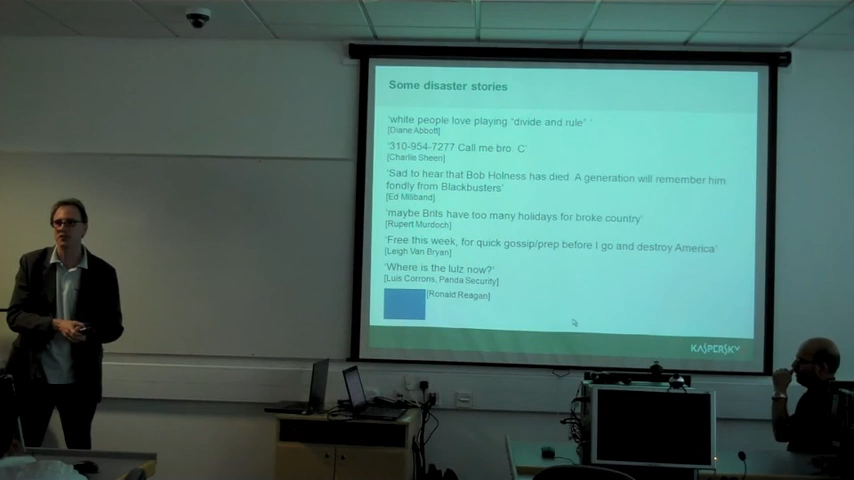 Some disaster stories
'white people love playing "divide and rule" '
[Diane Abbott]
'310-954-7277 Call me bro. C'
[Charlie Sheen]
'Sad to hear that Bob Holness has died. A generation will remember him
fondly from Blackbusters'
[Ed Miliband]
'maybe Brits have too many holidays for broke country'
[Rupert Murdoch]
'Free this week, for quick gossip/prep before I go and destroy America'
[Leigh Van Bryan]
'Where is the lulz now?'
[Luis Corrons, Panda Security]
[Ronald Reagan]
KASPERSKY